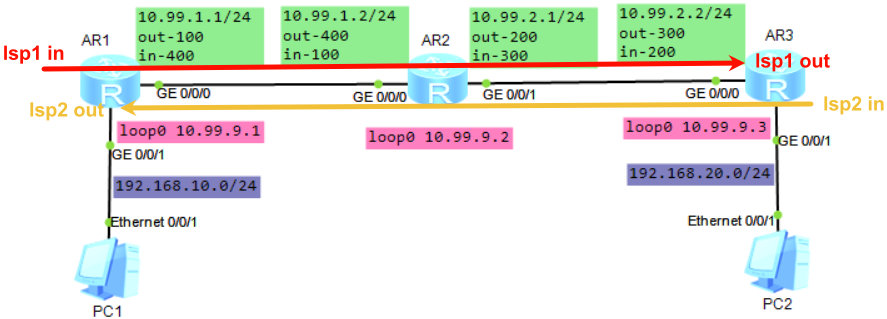 AR1
10.99.1.1/24
out-100
in-400
10.99.1.2/24
out-400
in-100
AR2
10.99.2.1/24
out-200
in-300
10.99.2.2/24
out-300
in-200
AR3
lsp1 in
lsp1 out
R
R
R
GE 0/0/0
GE 0/0/0
GE 0/0/1
GE 0/0/0
lsp2 out
lsp2 in
loop0 10.99.9.1
loop0 10.99.9.2
loop0 10.99.9.3
GE 0/0/1
GE 0/0/1
192.168.10.0/24
192.168.20.0/24
Ethernet 0/0/1
Ethernet 0/0/1
PC1
PC2